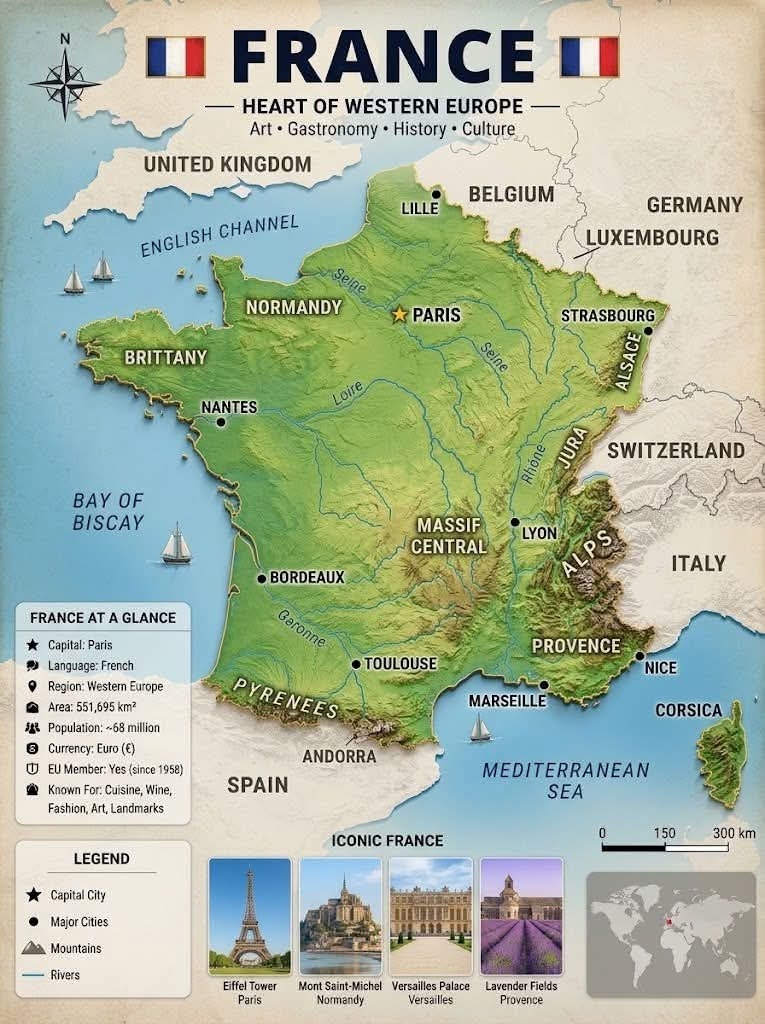 N
FRANCE
HEART OF WESTERN EUROPE
Art • Gastronomy • History • Culture
UNITED KINGDOM
BELGIUM
LILLE
GERMANY
ENGLISH CHANNEL
LUXEMBOURG
Seine
NORMANDY
PARIS
STRASBOURG
BRITTANY
Seine
ALSACE
Loire
NANTES
JURA
SWITZERLAND
Rhône
BAY OF
BISCAY
MASSIF
CENTRAL
LYON
ALPS
ITALY
BORDEAUX
Garonne
PROVENCE
TOULOUSE
NICE
PYRENEES
MARSEILLE
CORSICA
ANDORRA
SPAIN
MEDITERRANEAN
SEA
FRANCE AT A GLANCE
Capital: Paris
Language: French
Region: Western Europe
Area: 551,695 km²
Population: ~68 million
Currency: Euro (€)
EU Member: Yes (since 1958)
Known For: Cuisine, Wine,
Fashion, Art, Landmarks
0 150 300 km
LEGEND
Capital City
Major Cities
Mountains
Rivers
ICONIC FRANCE
Eiffel Tower
Paris
Mont Saint-Michel
Normandy
Versailles Palace
Versailles
Lavender Fields
Provence